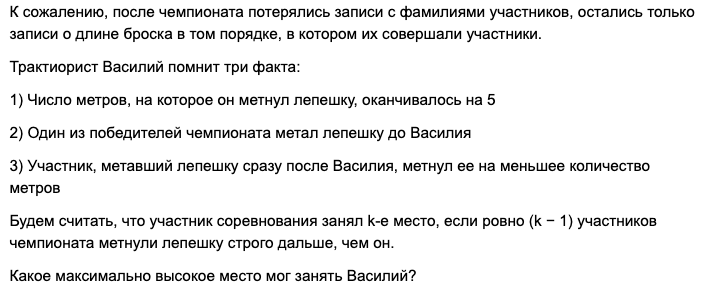 К сожалению, после чемпионата потерялись записи с фамилиями участников, остались только
записи о длине броска в том порядке, в котором их совершали участники.
Трактиорист Василий помнит три факта:
1) Число метров, на которое он метнул лепешку, оканчивалось на 5
2) Один из победителей чемпионата метал лепешку до Василия
3) Участник, метавший лепешку сразу после Василия, метнул ее на меньшее количество
метров
Будем считать, что участник соревнования занял k-е место, если ровно (k − 1) участников
чемпионата метнули лепешку строго дальше, чем он.
Какое максимально высокое место мог занять Василий?